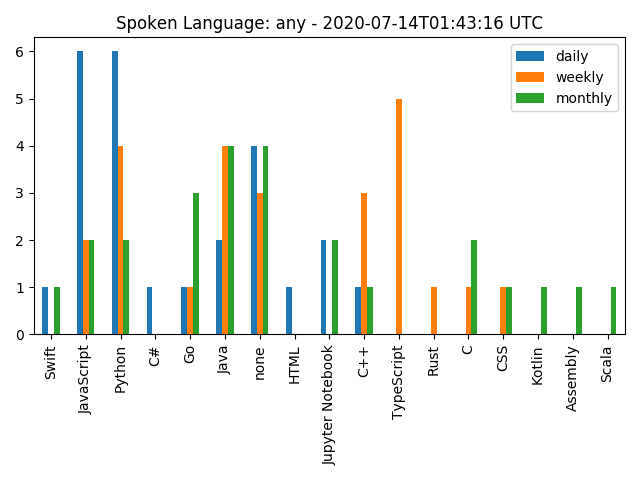 Spoken Language: any - 2020-07-14T01:43:16 UTC
daily
weekly
monthly
6
5
4
3
2
1
0
Swift
JavaScript
Python
C#
Go
Java
none
HTML
Jupyter Notebook
C++
TypeScript
Rust
C
CSS
Kotlin
Assembly
Scala